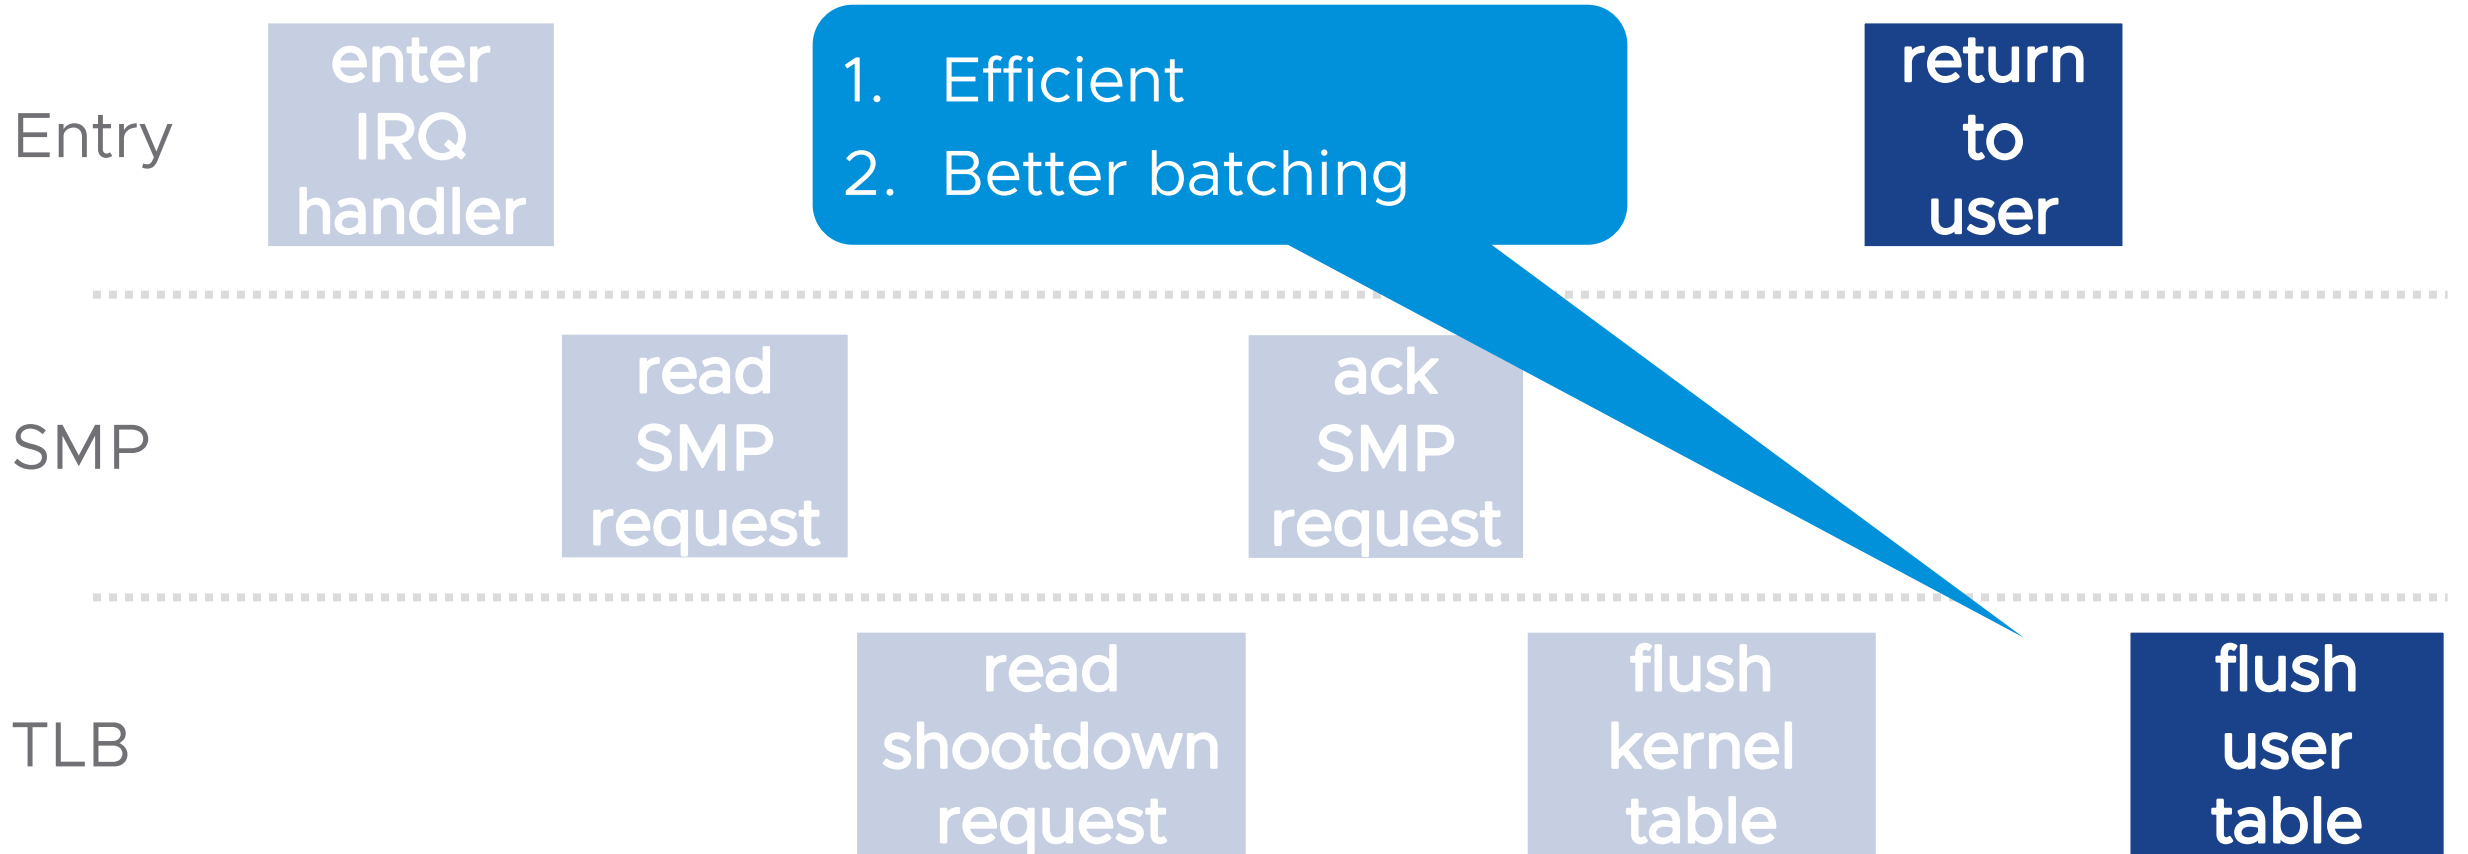 Entry
enter
IRQ
handler
1. Efficient
2. Better batching
return
to
user
SMP
read
SMP
request
ack
SMP
request
TLB
read
shootdown
request
flush
kernel
table
flush
user
table